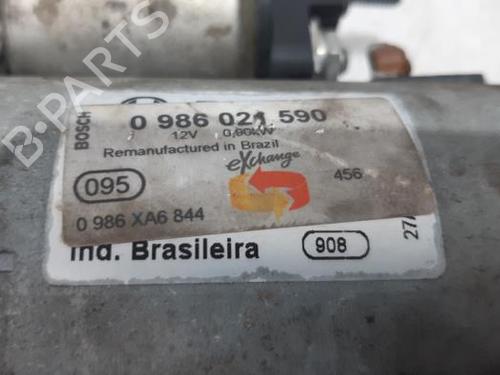 BOSCH
0 986 021 590
12V 0,80kW
Remanufactured in Brazil
eXchange
095
456
0 986 XA6 844
Ind. Brasileira
908